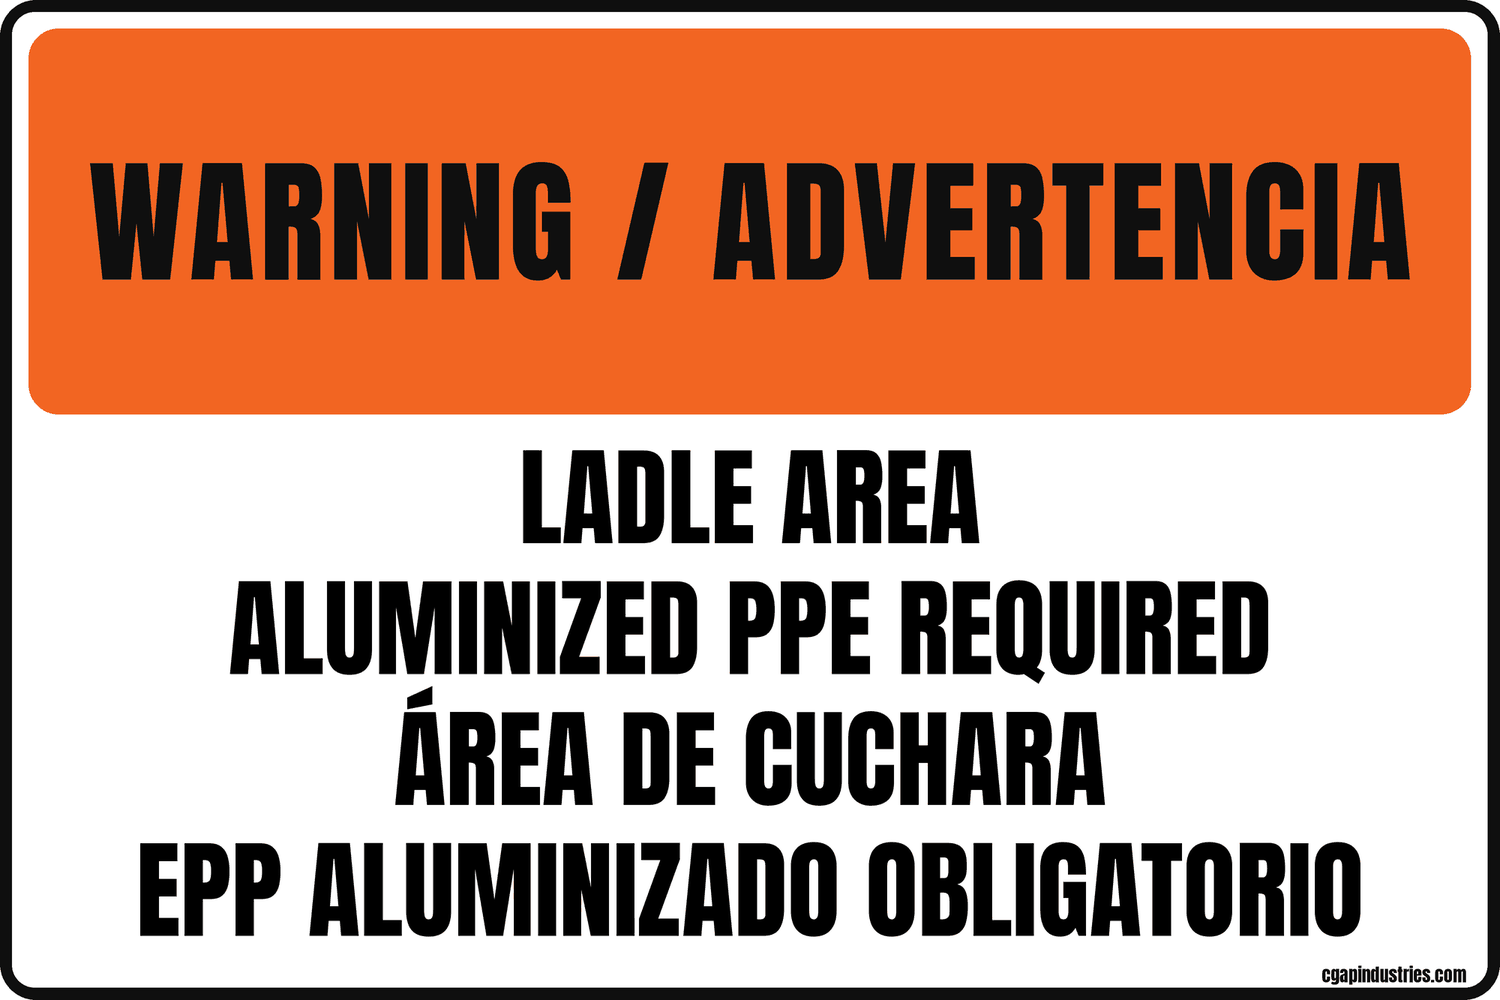 WARNING / ADVERTENCIA
LADLE AREA
ALUMINIZED PPE REQUIRED
ÁREA DE CUCHARA
EPP ALUMINIZADO OBLIGATORIO
cgapindustries.com